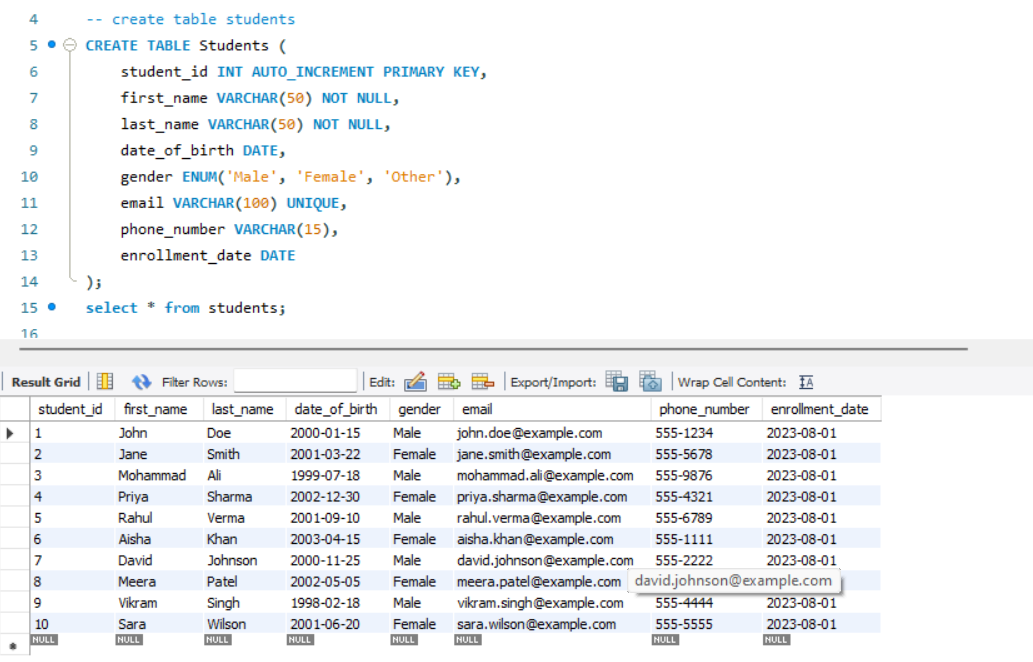 4 -- create table students
5 CREATE TABLE Students (
6 student_id INT AUTO_INCREMENT PRIMARY KEY,
7 first_name VARCHAR(50) NOT NULL,
8 last_name VARCHAR(50) NOT NULL,
9 date_of_birth DATE,
10 gender ENUM('Male', 'Female', 'Other'),
11 email VARCHAR(100) UNIQUE,
12 phone_number VARCHAR(15),
13 enrollment_date DATE
14 );
15 select * from students;
16
Result Grid Filter Rows: Edit: Export/Import: Wrap Cell Content: IA
student_id first_name last_name date_of_birth gender email phone_number enrollment_date
1 John Doe 2000-01-15 Male john.doe@example.com 555-1234 2023-08-01
2 Jane Smith 2001-03-22 Female jane.smith@example.com 555-5678 2023-08-01
3 Mohammad Ali 1999-07-18 Male mohammad.ali@example.com 555-9876 2023-08-01
4 Priya Sharma 2002-12-30 Female priya.sharma@example.com 555-4321 2023-08-01
5 Rahul Verma 2001-09-10 Male rahul.verma@example.com 555-6789 2023-08-01
6 Aisha Khan 2003-04-15 Female aisha.khan@example.com 555-1111 2023-08-01
7 David Johnson 2000-11-25 Male david.johnson@example.com 555-2222 2023-08-01
8 Meera Patel 2002-05-05 Female meera.patel@example.com david.johnson@example.com
9 Vikram Singh 1998-02-18 Male vikram.singh@example.com 555-4444 2023-08-01
10 Sara Wilson 2001-06-20 Female sara.wilson@example.com 555-5555 2023-08-01
NULL NULL NULL NULL NULL NULL NULL NULL